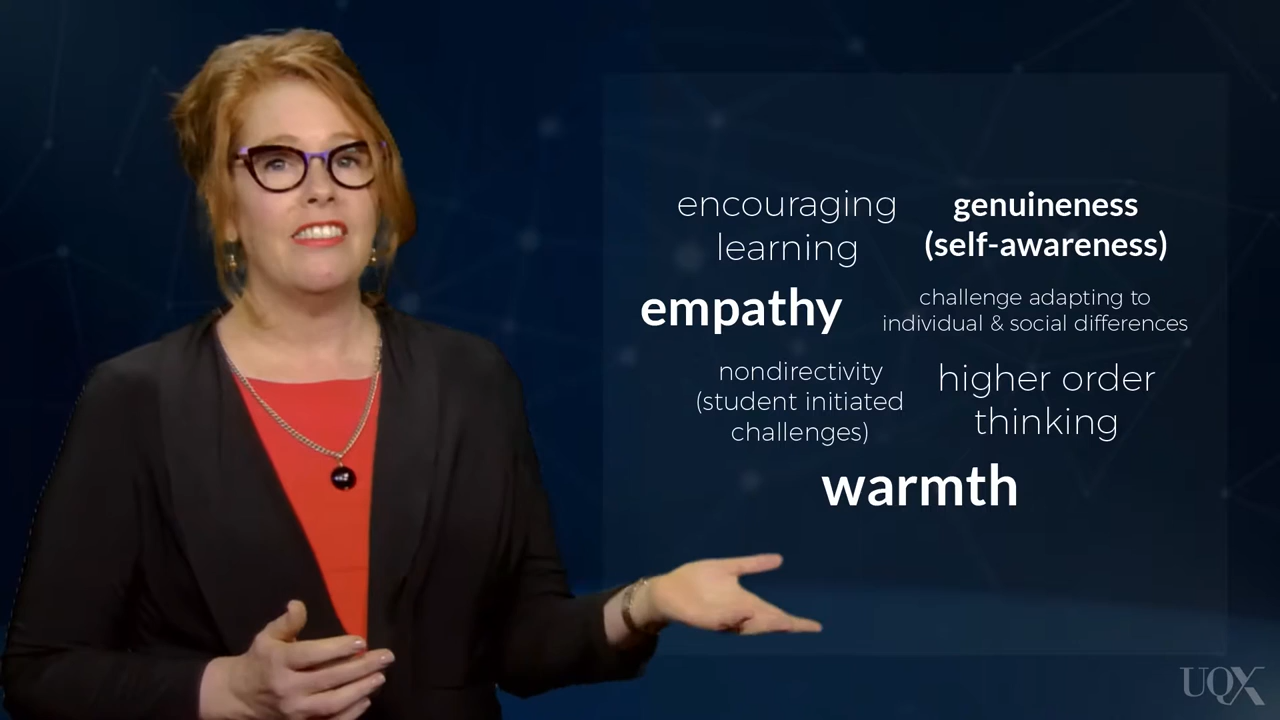 encouraging
learning
genuineness
(self-awareness)
empathy
challenge adapting to
individual & social differences
nondirectivity
(student initiated
challenges)
higher order
thinking
warmth
UQX